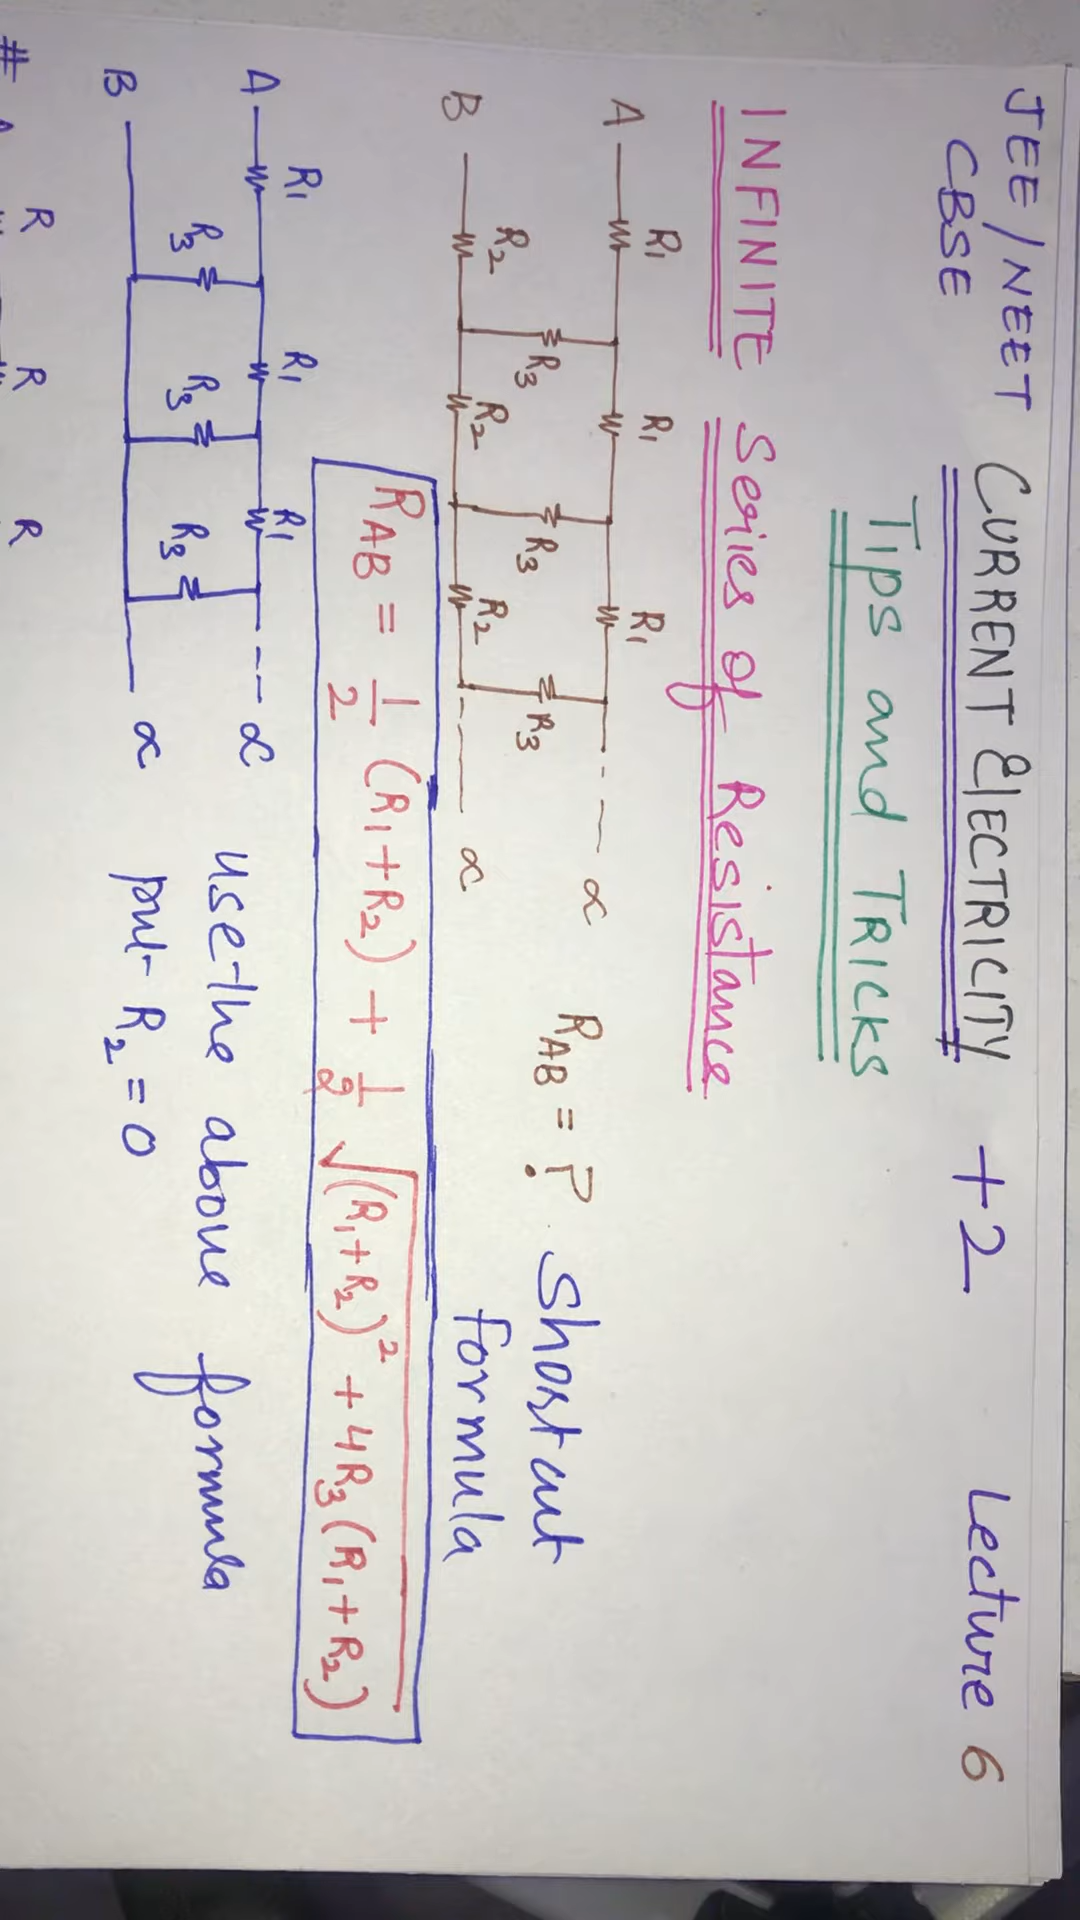 JEE/NEET CURRENT ElECTRICITY +2 Lecture 6
CBSE
Tips and TRICKS
INFINITE Series of Resistance
A R1 R1 R1 ∝
R3 R3 R3
B R2 R2 R2 ∝
RAB = ? Short cut
formula
RAB = 1/2 (R1+R2) + 1/2 √(R1+R2)² + 4R3(R1+R2)
A R1 R1 R1 ∝
R3 R3 R3
B ∝
use the above formula
put R2 = 0
#
R R R